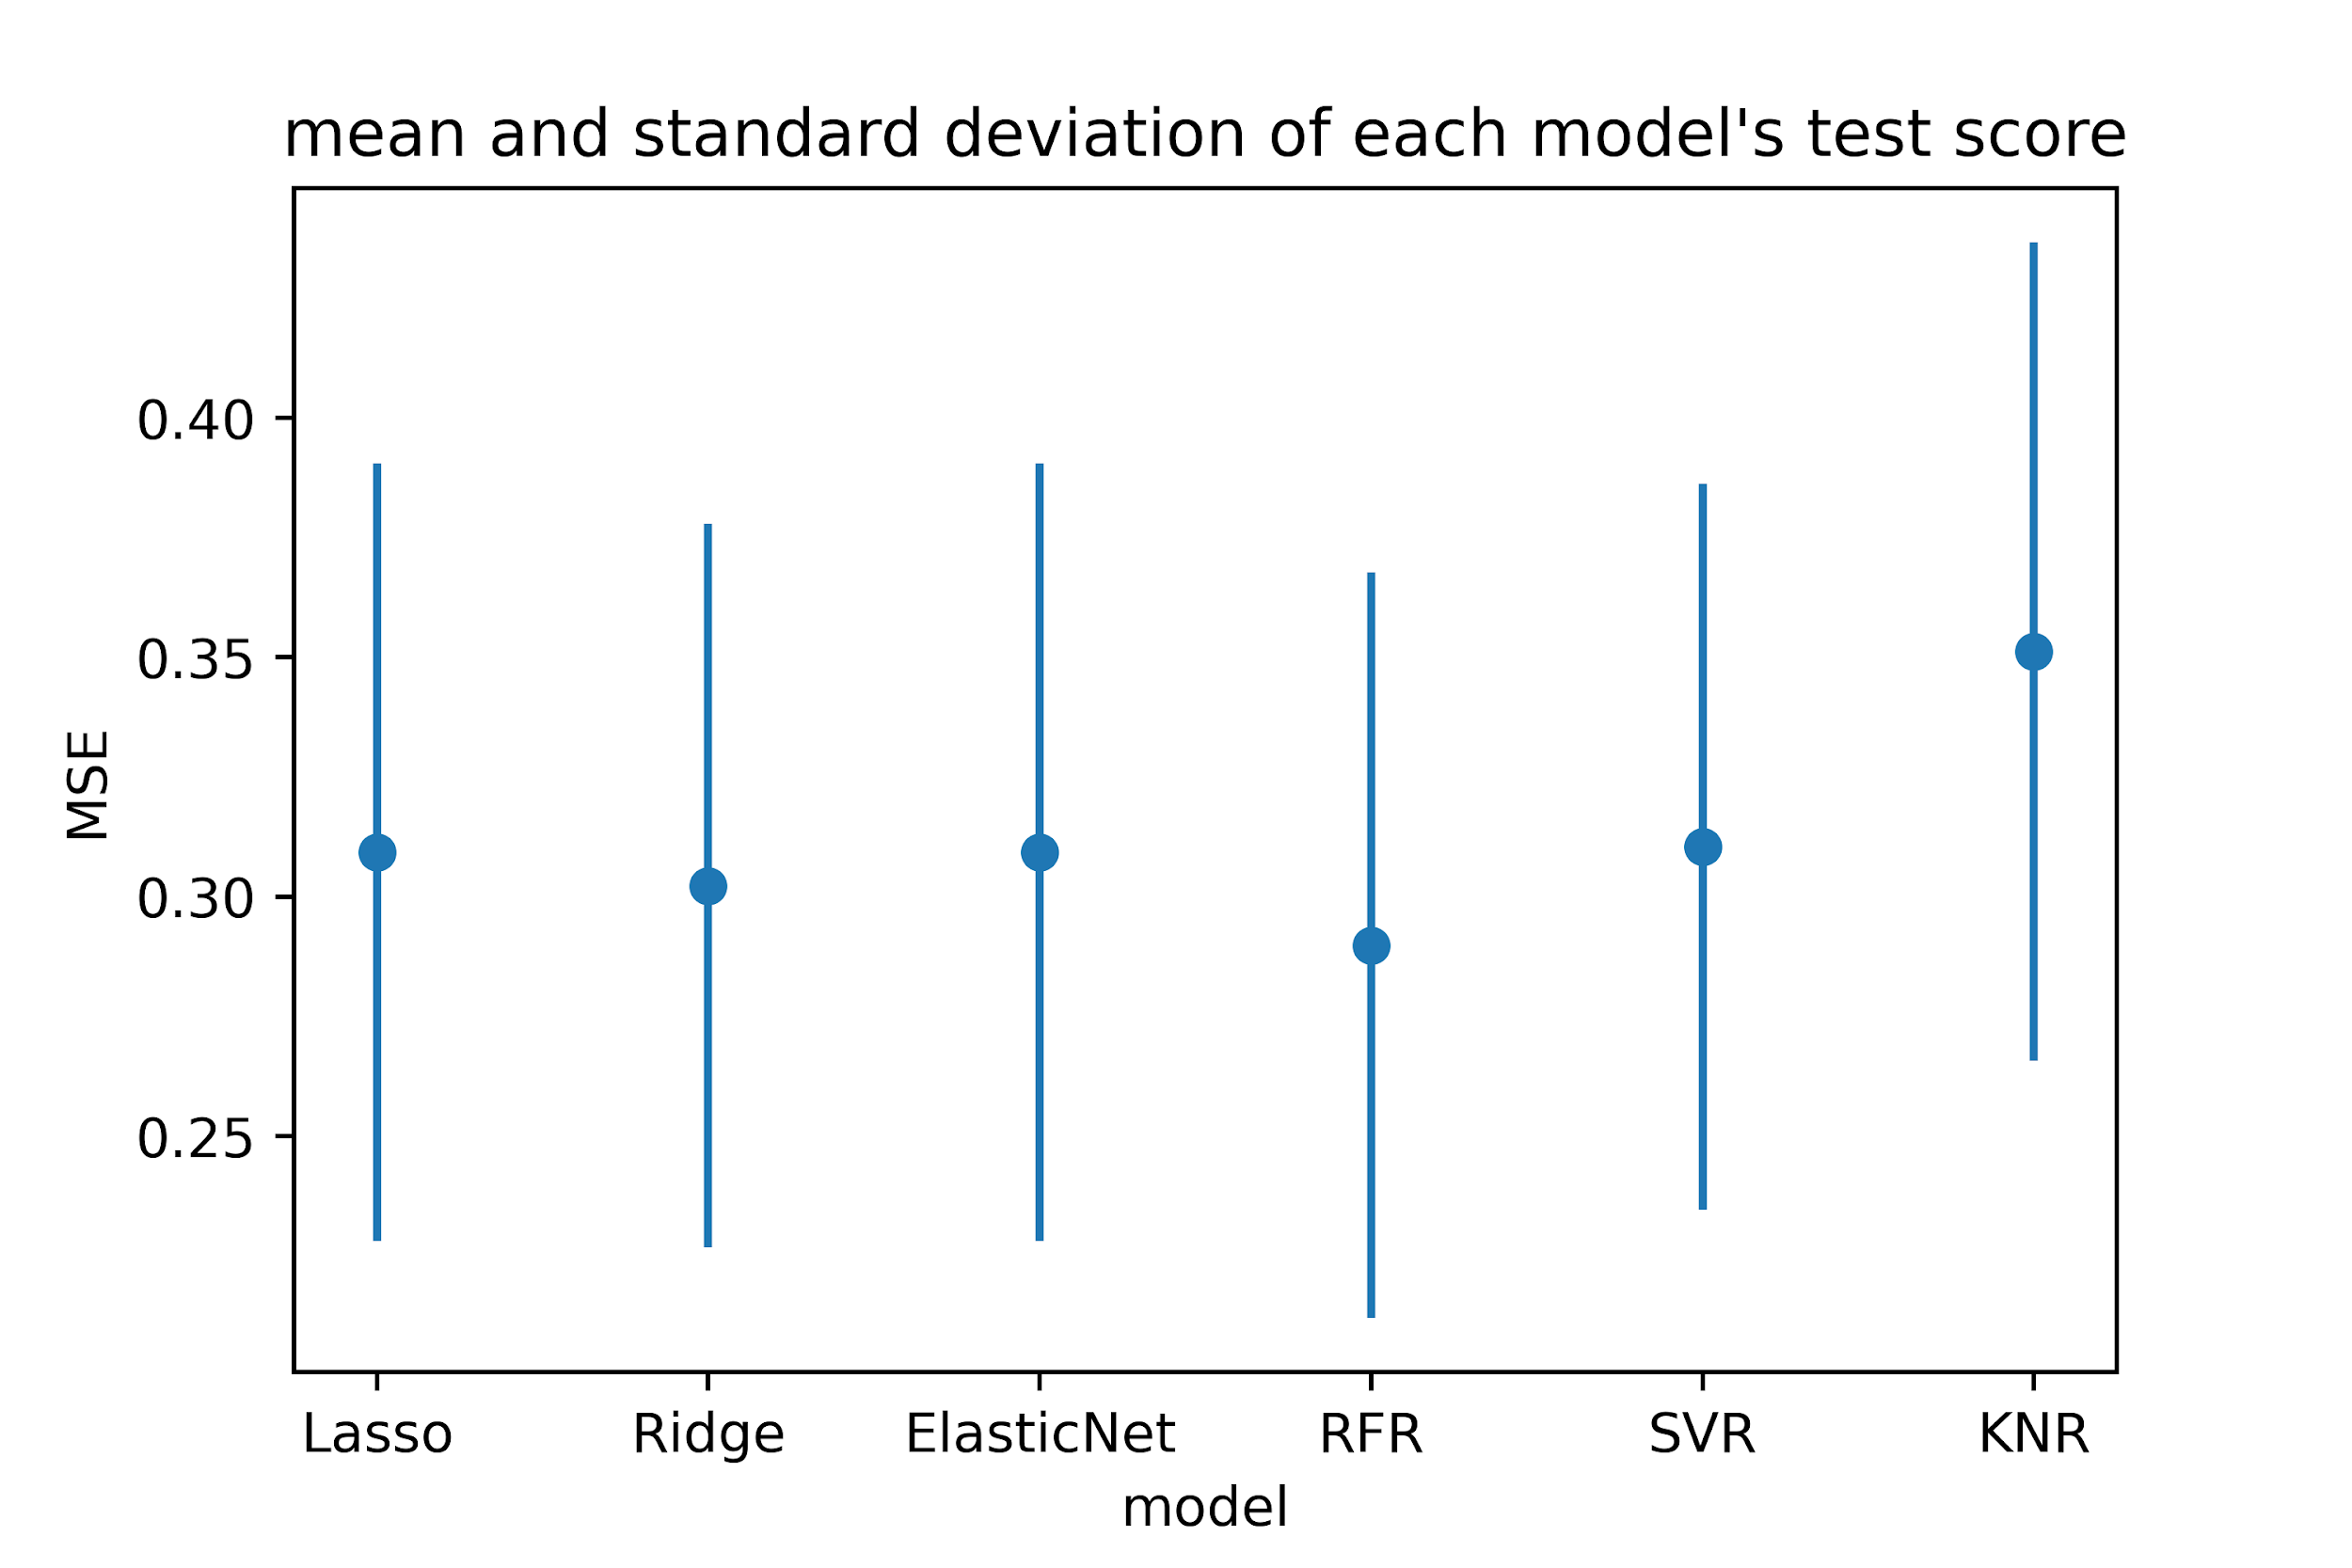 mean and standard deviation of each model's test score
0.40
0.35
0.30
0.25
MSE
Lasso Ridge ElasticNet RFR SVR KNR
model